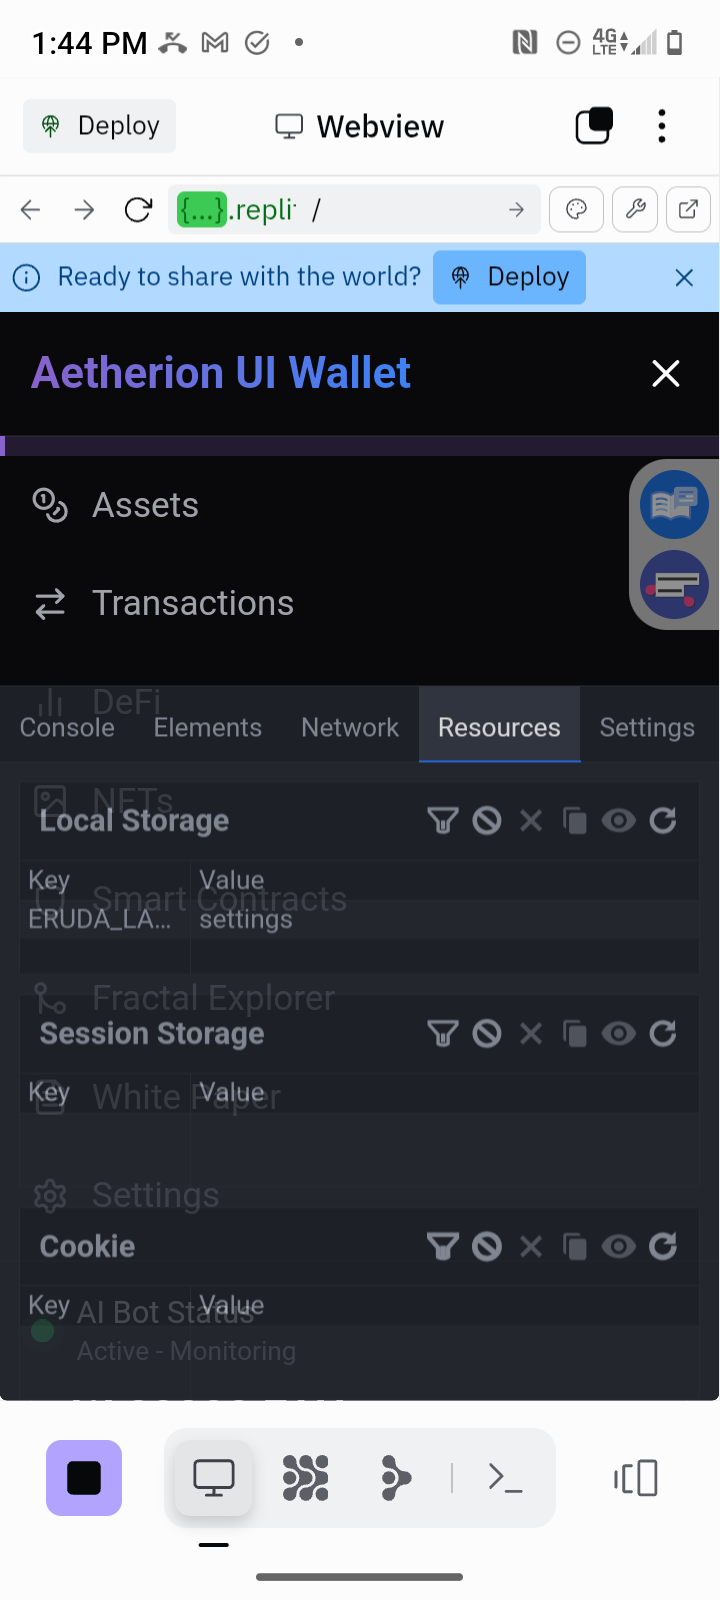 1:44 PM
4G
LTE
Deploy
Webview
{...}.repli
/
Ready to share with the world?
Deploy
Aetherion UI Wallet
Assets
Transactions
DeFi
Console
Elements
Network
Resources
Settings
NFTs
Local Storage
Key
Value
Smart Contracts
ERUDA_LA...
settings
Fractal Explorer
Session Storage
White Paper
Key
Value
Settings
Cookie
Key
Value
AI Bot Status
Active - Monitoring